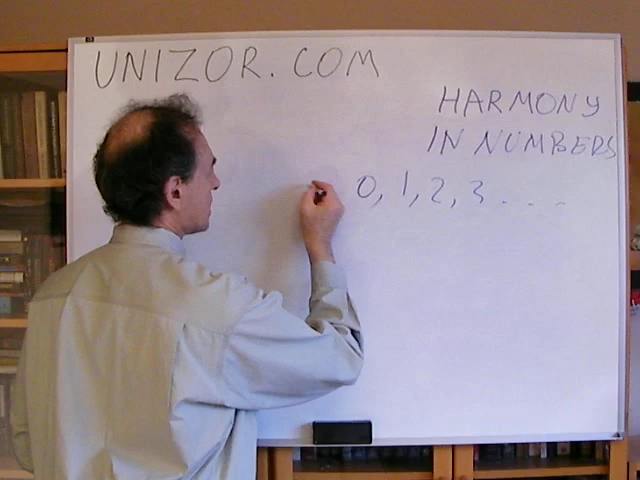 UNIZOR.COM
HARMONY
IN NUMBERS
0, 1, 2, 3 . . . .